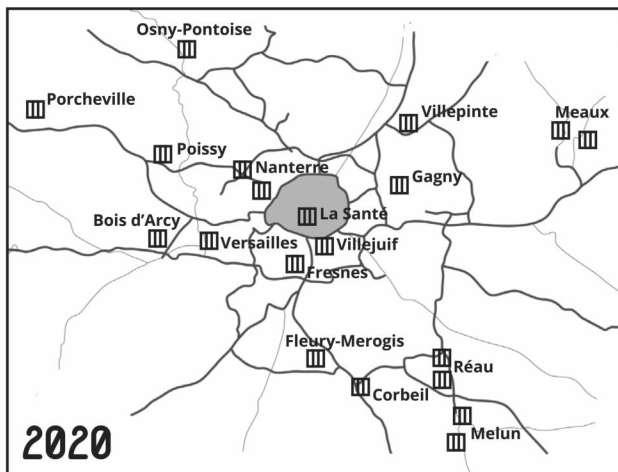 Osny-Pontoise
Porcheville
Villepinte
Meaux
Poissy
Nanterre
Gagny
La Santé
Bois d’Arcy
Versailles
Villejuif
Fresnes
Fleury-Merogis
Réau
Corbeil
Melun
2020